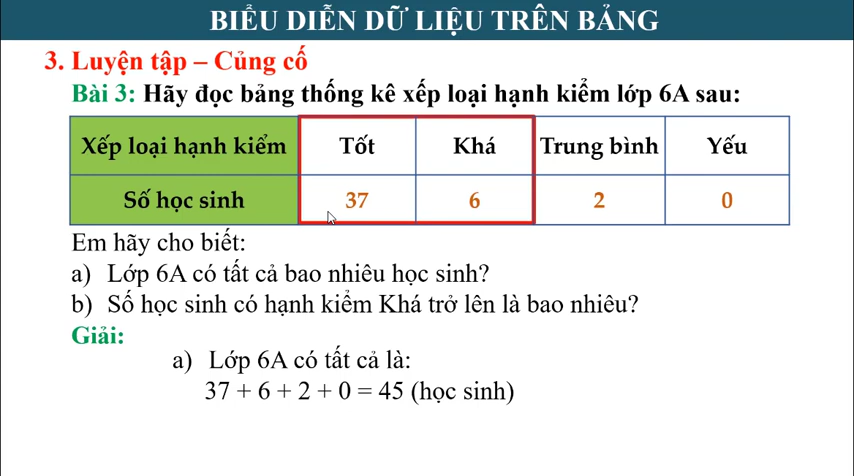 BIỂU DIỄN DỮ LIỆU TRÊN BẢNG
3. Luyện tập – Củng cố
Bài 3: Hãy đọc bảng thống kê xếp loại hạnh kiểm lớp 6A sau:
Xếp loại hạnh kiểm Tốt Khá Trung bình Yếu
Số học sinh 37 6 2 0
Em hãy cho biết:
a) Lớp 6A có tất cả bao nhiêu học sinh?
b) Số học sinh có hạnh kiểm Khá trở lên là bao nhiêu?
Giải:
a) Lớp 6A có tất cả là:
37 + 6 + 2 + 0 = 45 (học sinh)